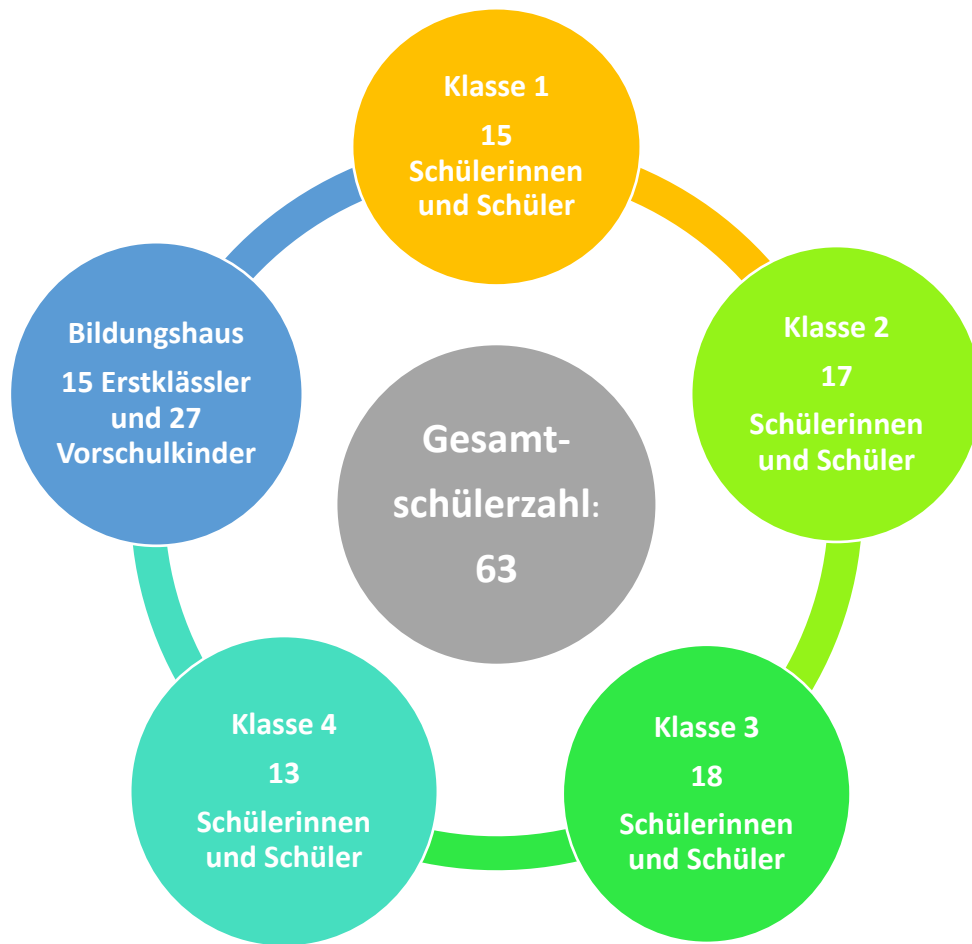 Klasse 1
15
Schülerinnen
und Schüler
Klasse 2
17
Schülerinnen
und Schüler
Klasse 3
18
Schülerinnen
und Schüler
Klasse 4
13
Schülerinnen
und Schüler
Bildungshaus
15 Erstklässler
und 27
Vorschulkinder
Gesamt-
schülerzahl:
63